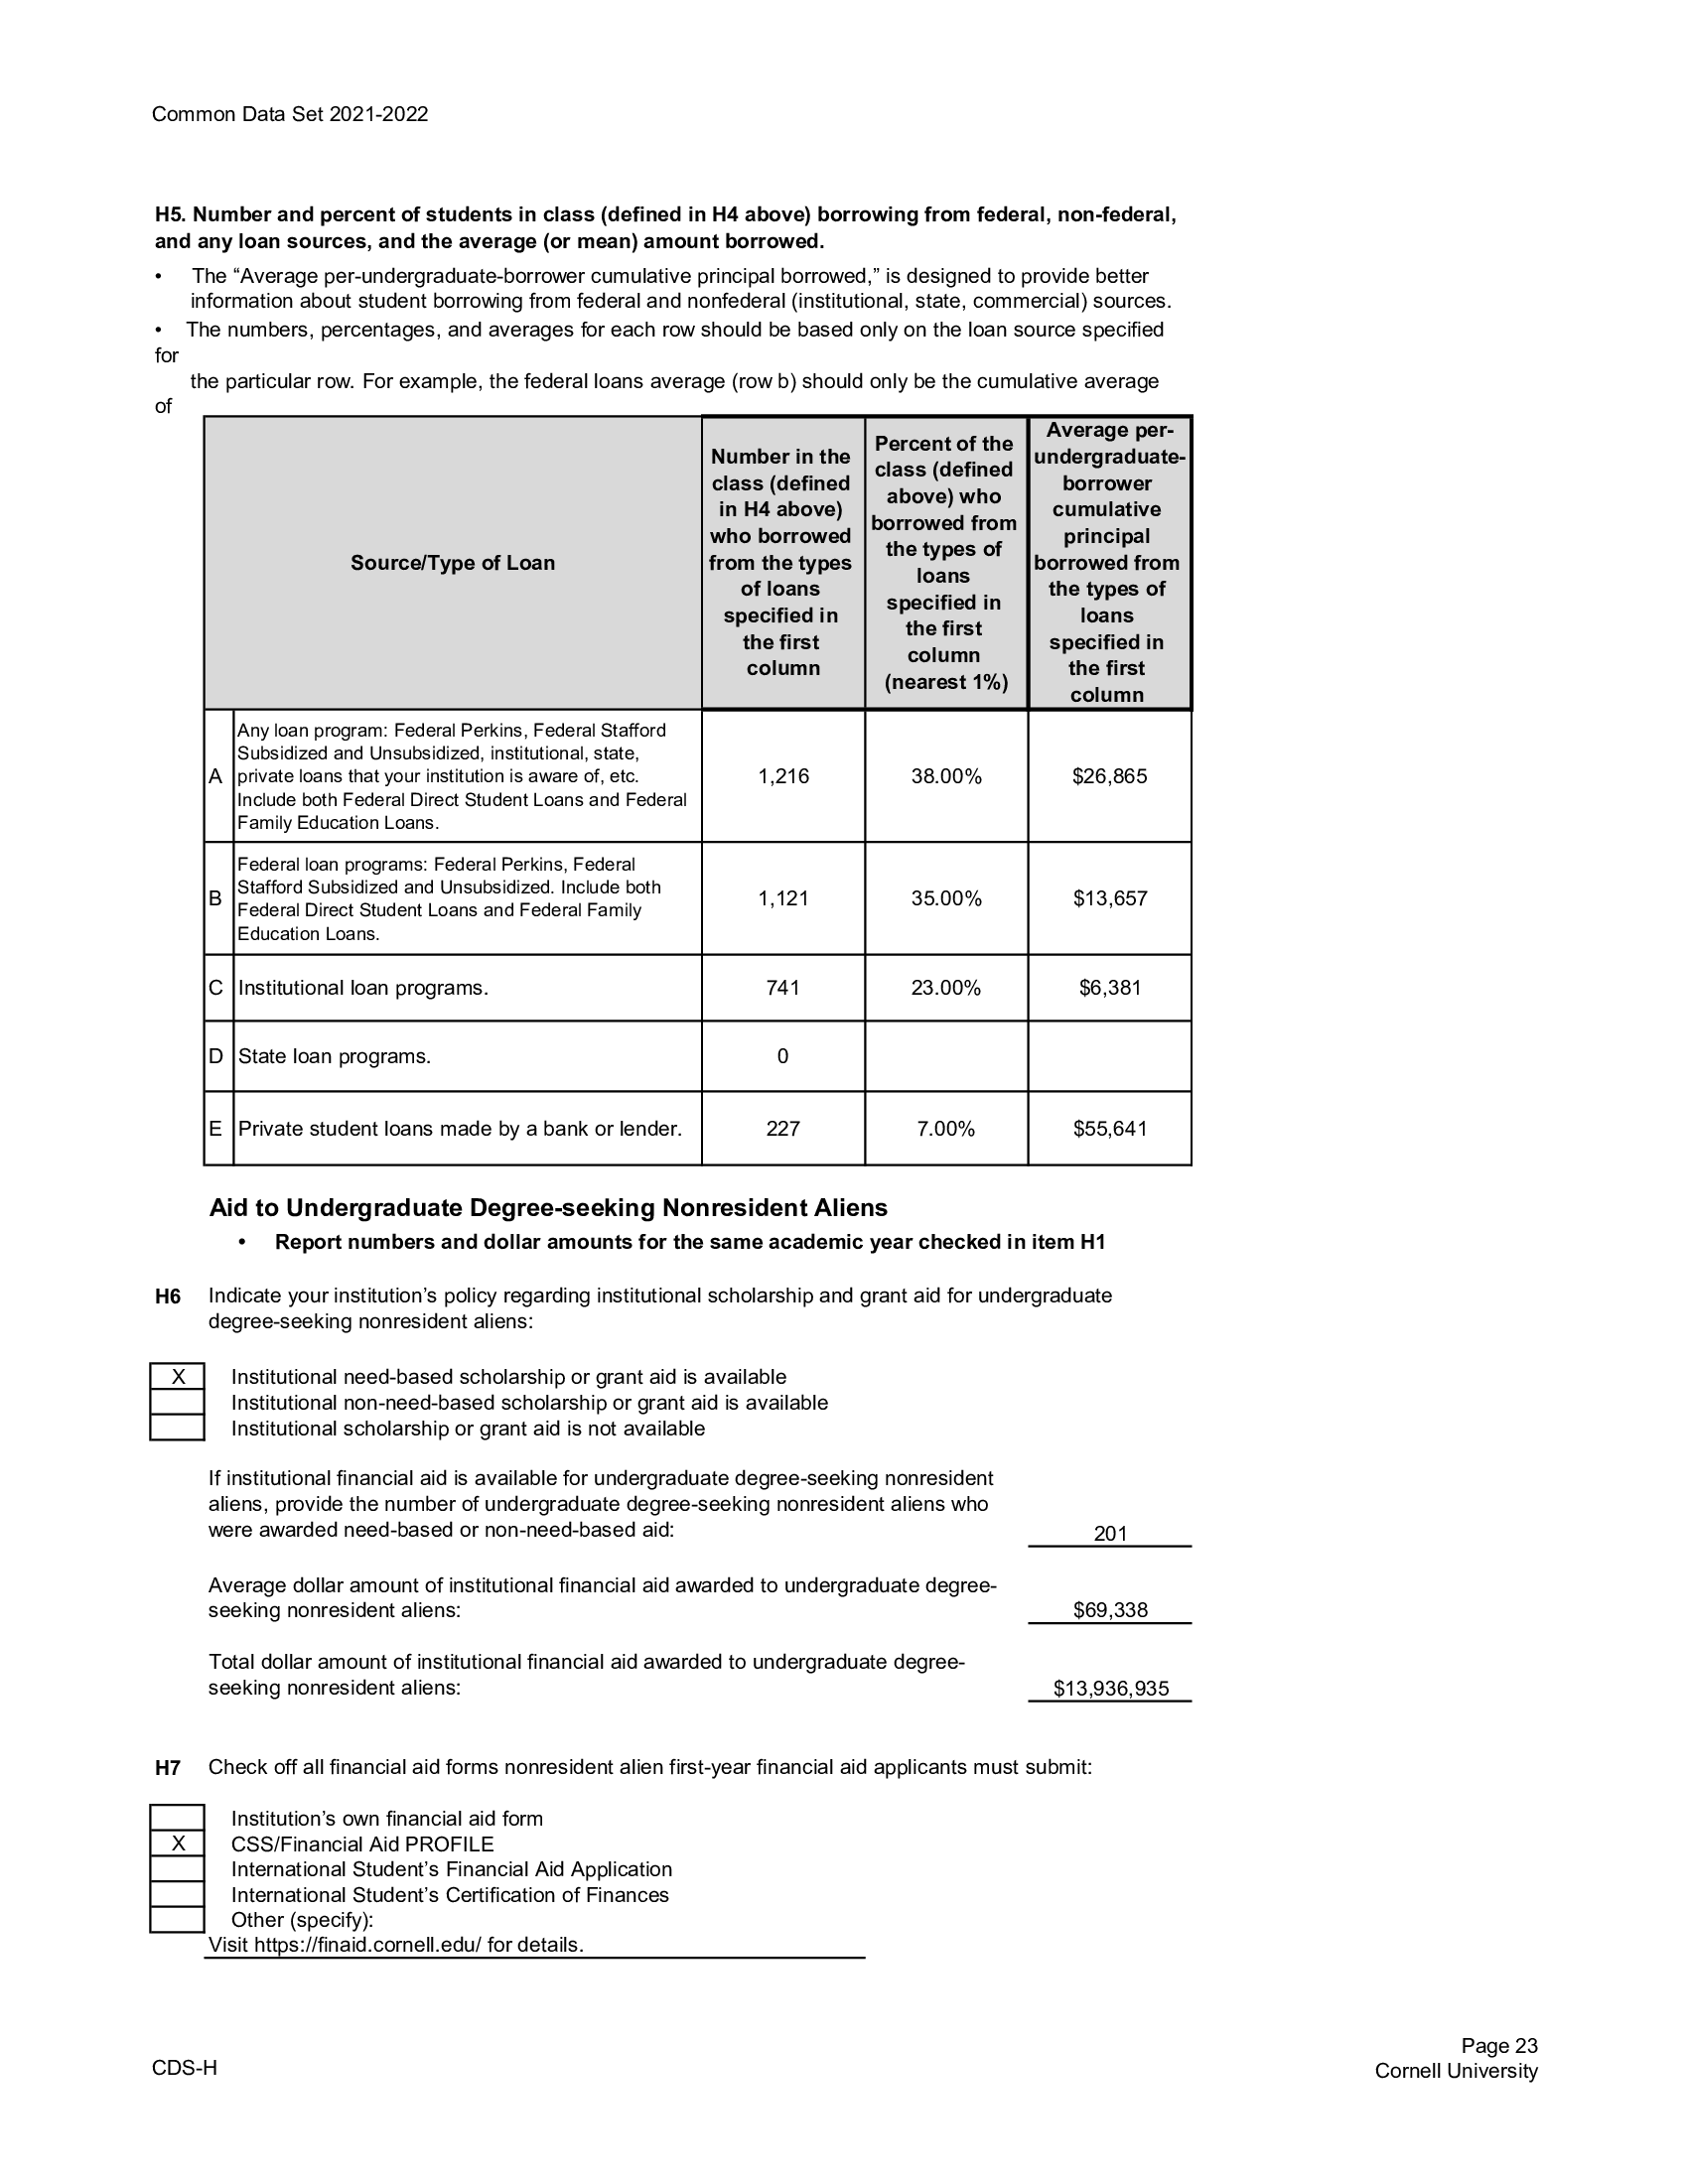 Common Data Set 2021-2022
H5. Number and percent of students in class (defined in H4 above) borrowing from federal, non-federal,
and any loan sources, and the average (or mean) amount borrowed.
• The “Average per-undergraduate-borrower cumulative principal borrowed,” is designed to provide better
information about student borrowing from federal and nonfederal (institutional, state, commercial) sources.
• The numbers, percentages, and averages for each row should be based only on the loan source specified
for
the particular row. For example, the federal loans average (row b) should only be the cumulative average
of
Source/Type of Loan
Number in the
class (defined
in H4 above)
who borrowed
from the types
of loans
specified in
the first
column
Percent of the
class (defined
above) who
borrowed from
the types of
loans
specified in
the first
column
(nearest 1%)
Average per-
undergraduate-
borrower
cumulative
principal
borrowed from
the types of
loans
specified in
the first
column
A
Any loan program: Federal Perkins, Federal Stafford
Subsidized and Unsubsidized, institutional, state,
private loans that your institution is aware of, etc.
Include both Federal Direct Student Loans and Federal
Family Education Loans.
1,216
38.00%
$26,865
B
Federal loan programs: Federal Perkins, Federal
Stafford Subsidized and Unsubsidized. Include both
Federal Direct Student Loans and Federal Family
Education Loans.
1,121
35.00%
$13,657
C Institutional loan programs. 741 23.00% $6,381
D State loan programs. 0
E Private student loans made by a bank or lender. 227 7.00% $55,641
Aid to Undergraduate Degree-seeking Nonresident Aliens
• Report numbers and dollar amounts for the same academic year checked in item H1
H6 Indicate your institution’s policy regarding institutional scholarship and grant aid for undergraduate
degree-seeking nonresident aliens:
X Institutional need-based scholarship or grant aid is available
Institutional non-need-based scholarship or grant aid is available
Institutional scholarship or grant aid is not available
If institutional financial aid is available for undergraduate degree-seeking nonresident
aliens, provide the number of undergraduate degree-seeking nonresident aliens who
were awarded need-based or non-need-based aid: 201
Average dollar amount of institutional financial aid awarded to undergraduate degree-
seeking nonresident aliens: $69,338
Total dollar amount of institutional financial aid awarded to undergraduate degree-
seeking nonresident aliens: $13,936,935
H7 Check off all financial aid forms nonresident alien first-year financial aid applicants must submit:
Institution’s own financial aid form
X CSS/Financial Aid PROFILE
International Student’s Financial Aid Application
International Student’s Certification of Finances
Other (specify):
Visit https://finaid.cornell.edu/ for details.
CDS-H
Page 23
Cornell University